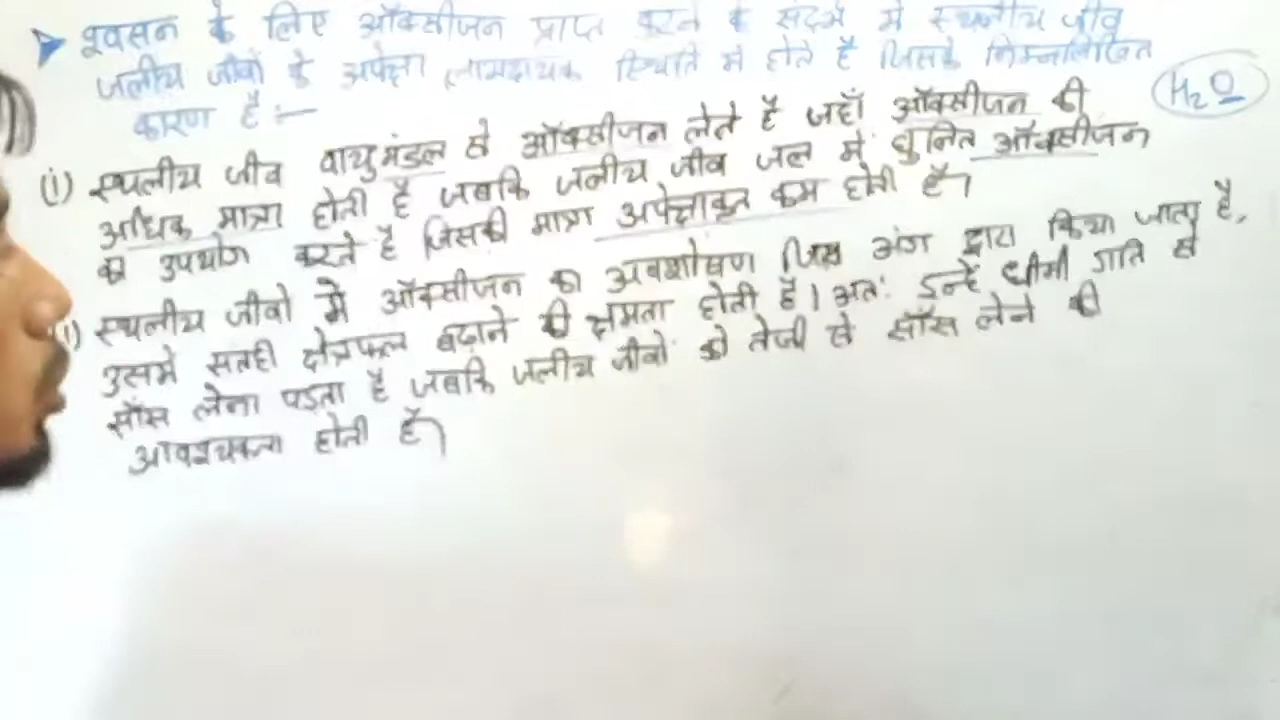 श्वसन के लिए ऑक्सीजन प्राप्त करने के संदर्भ में स्थलीय जीव
जलीय जीवों के अपेक्षा लाभदायक स्थिति में होते है जिसके निम्नलिखित
कारण है :-
H₂O
(i) स्थलीय जीव वायुमंडल से ऑक्सीजन लेते है जहाँ ऑक्सीजन की
अधिक मात्रा होती है जबकि जलीय जीव जल में घुलित ऑक्सीजन
का उपयोग करते है जिसकी मात्रा अपेक्षाकृत कम होती है।
स्थलीय जीवो में ऑक्सीजन का अवशोषण जिस अंग द्वारा किया जाता है,
उसमे सतही क्षेत्रफल बढ़ाने की क्षमता होती है। अतः इन्हें धीमी गति से
साँस लेना पड़ता है जबकि जलीय जीवों को तेजी से साँस लेने की
आवश्यकता होती है।